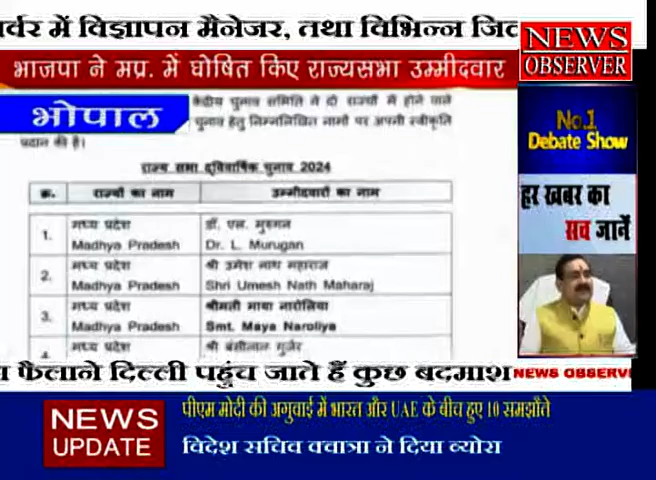 र्वर में विज्ञापन मैनेजर, तथा विभिन्न जिल
NEWS
OBSERVER
भाजपा ने मप्र. में घोषित किए राज्यसभा उम्मीदवार
भोपाल
केंद्रीय चुनाव समिति ने दो राज्यों में होने वाले
चुनाव हेतु निम्नलिखित नामों पर अपनी स्वीकृति
प्रदान की है।
No.1
Debate Show
राज्य सभा द्विवार्षिक चुनाव 2024
क्र. राज्यों का नाम उम्मीदवारों का नाम
हर खबर का
सच जानें
1. मध्य प्रदेश डॉ. एल. मुरुगन
Madhya Pradesh Dr. L. Murugan
2. मध्य प्रदेश श्री उमेश नाथ महाराज
Madhya Pradesh Shri Umesh Nath Maharaj
3. मध्य प्रदेश श्रीमती माया नारोलिया
Madhya Pradesh Smt. Maya Naroliya
मध्य प्रदेश श्री बंसीलाल गुर्जर
फैलाने दिल्ली पहुंच जाते हैं कुछ बदमाश
NEWS OBSERV
NEWS
UPDATE
पीएम मोदी की अगुवाई में भारत और UAE के बीच हुए 10 समझौते
विदेश सचिव क्वात्रा ने दिया ब्योरा